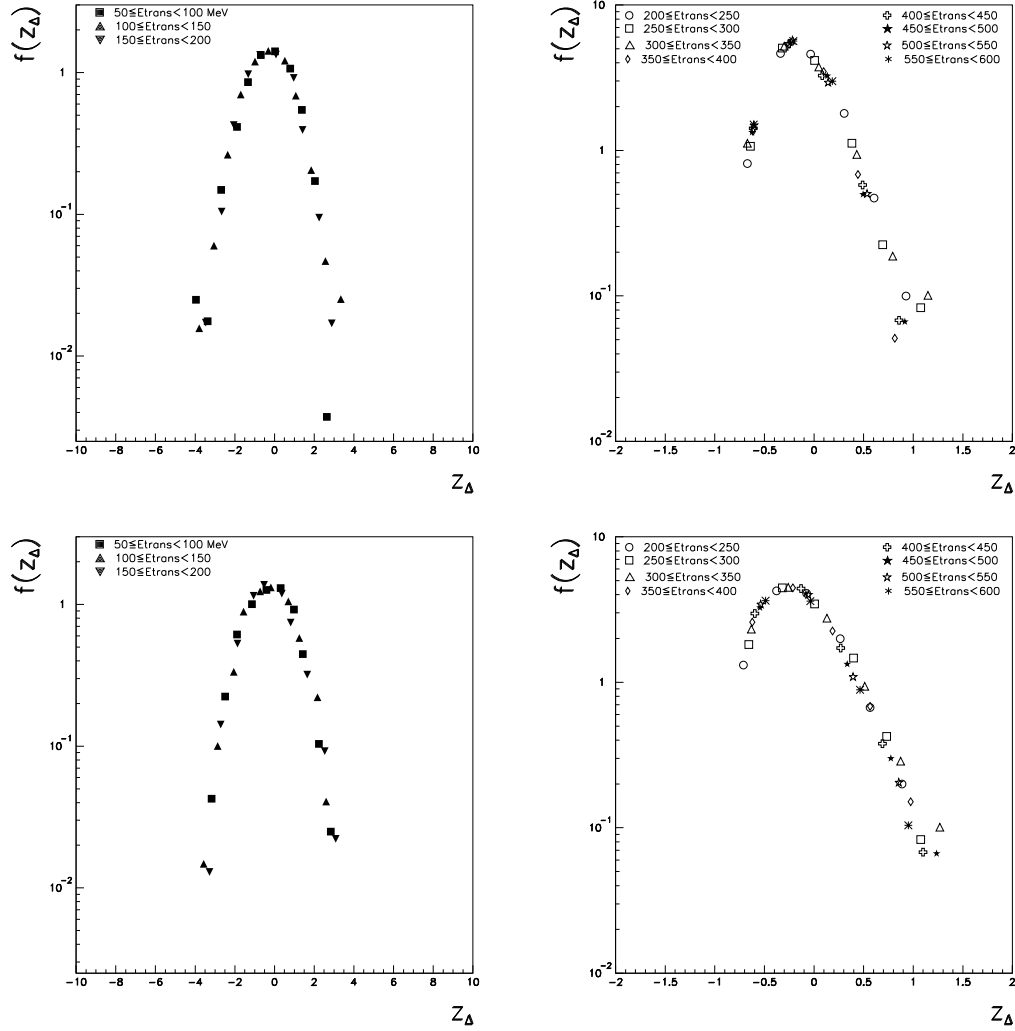 f(z_Δ)
50≤Etrans<100 MeV
100≤Etrans<150
150≤Etrans<200
1
10^-1
10^-2
-10 -8 -6 -4 -2 0 2 4 6 8 10
Z_Δ
f(z_Δ)
200≤Etrans<250
250≤Etrans<300
300≤Etrans<350
350≤Etrans<400
400≤Etrans<450
450≤Etrans<500
500≤Etrans<550
550≤Etrans<600
10
1
10^-1
10^-2
-2 -1.5 -1 -0.5 0 0.5 1 1.5 2
Z_Δ
f(z_Δ)
50≤Etrans<100 MeV
100≤Etrans<150
150≤Etrans<200
1
10^-1
10^-2
-10 -8 -6 -4 -2 0 2 4 6 8 10
Z_Δ
f(z_Δ)
200≤Etrans<250
250≤Etrans<300
300≤Etrans<350
350≤Etrans<400
400≤Etrans<450
450≤Etrans<500
500≤Etrans<550
550≤Etrans<600
10
1
10^-1
10^-2
-2 -1.5 -1 -0.5 0 0.5 1 1.5 2
Z_Δ